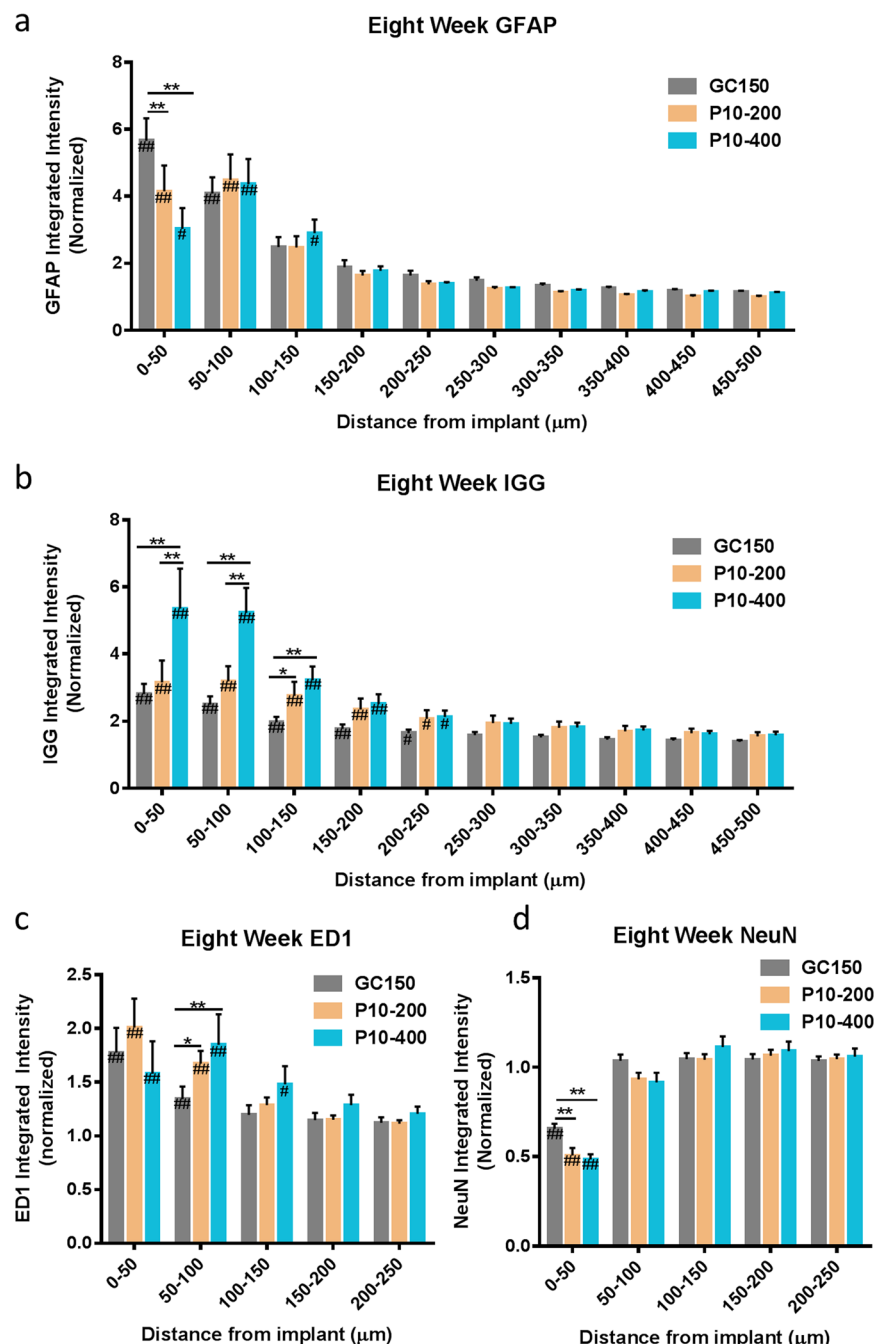 a
Eight Week GFAP
GFAP Integrated Intensity
(Normalized)
8
6
4
2
0
**
**
##
##
#
##
##
##
#
GC150
P10-200
P10-400
0-50
50-100
100-150
150-200
200-250
250-300
300-350
350-400
400-450
450-500
Distance from implant (μm)
b
Eight Week IGG
IGG Integrated Intensity
(Normalized)
8
6
4
2
0
**
**
**
**
**
*
##
##
##
##
##
##
##
##
##
##
##
##
#
#
#
GC150
P10-200
P10-400
0-50
50-100
100-150
150-200
200-250
250-300
300-350
350-400
400-450
450-500
Distance from implant (μm)
c
Eight Week ED1
ED1 Integrated Intensity
(normalized)
2.5
2.0
1.5
1.0
0.5
0.0
**
*
##
##
##
##
##
##
#
GC150
P10-200
P10-400
0-50
50-100
100-150
150-200
200-250
Distance from implant (μm)
d
Eight Week NeuN
NeuN Integrated Intensity
(Normalized)
1.5
1.0
0.5
0.0
**
**
##
##
##
GC150
P10-200
P10-400
0-50
50-100
100-150
150-200
200-250
Distance from implant (μm)